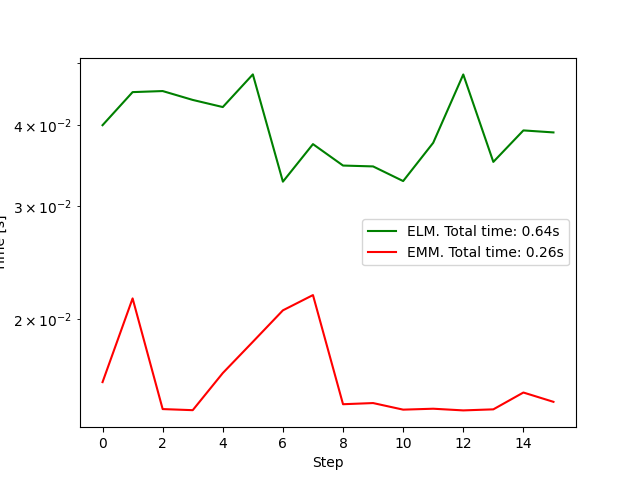 4 × 10⁻²
3 × 10⁻²
2 × 10⁻²
Time [s]
ELM. Total time: 0.64s
EMM. Total time: 0.26s
0 2 4 6 8 10 12 14
Step